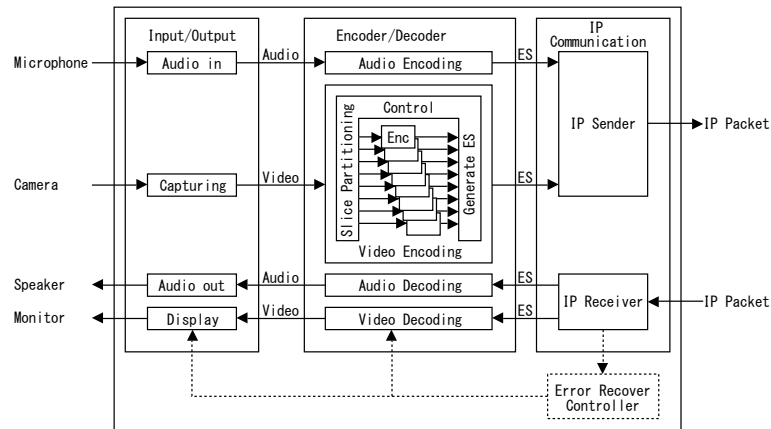 Input/Output
Encoder/Decoder
IP
Communication
Microphone
Audio in
Audio
Audio Encoding
ES
IP Sender
IP Packet
Control
Slice Partitioning
Enc
Generate ES
Camera
Capturing
Video
ES
Video Encoding
Speaker
Audio out
Audio
Audio Decoding
ES
IP Receiver
IP Packet
Monitor
Display
Video
Video Decoding
ES
Error Recover
Controller